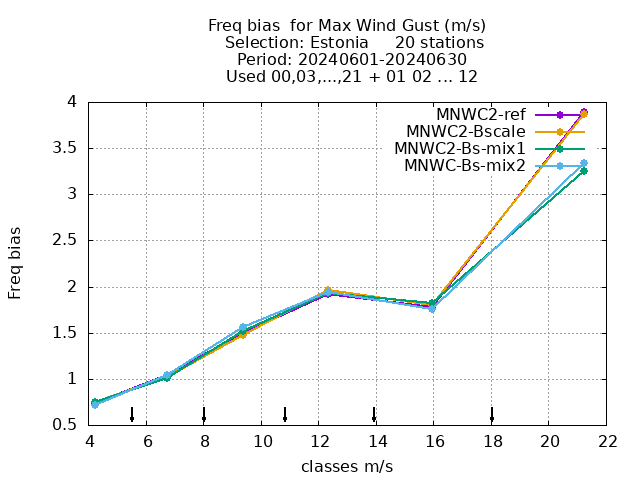 Freq bias  for Max Wind Gust (m/s)
Selection: Estonia     20 stations
Period: 20240601-20240630
Used 00,03,...,21 + 01 02 ... 12
MNWC2-ref
MNWC2-Bscale
MNWC2-Bs-mix1
MNWC-Bs-mix2
Freq bias
4
3.5
3
2.5
2
1.5
1
0.5
4 6 8 10 12 14 16 18 20 22
classes m/s